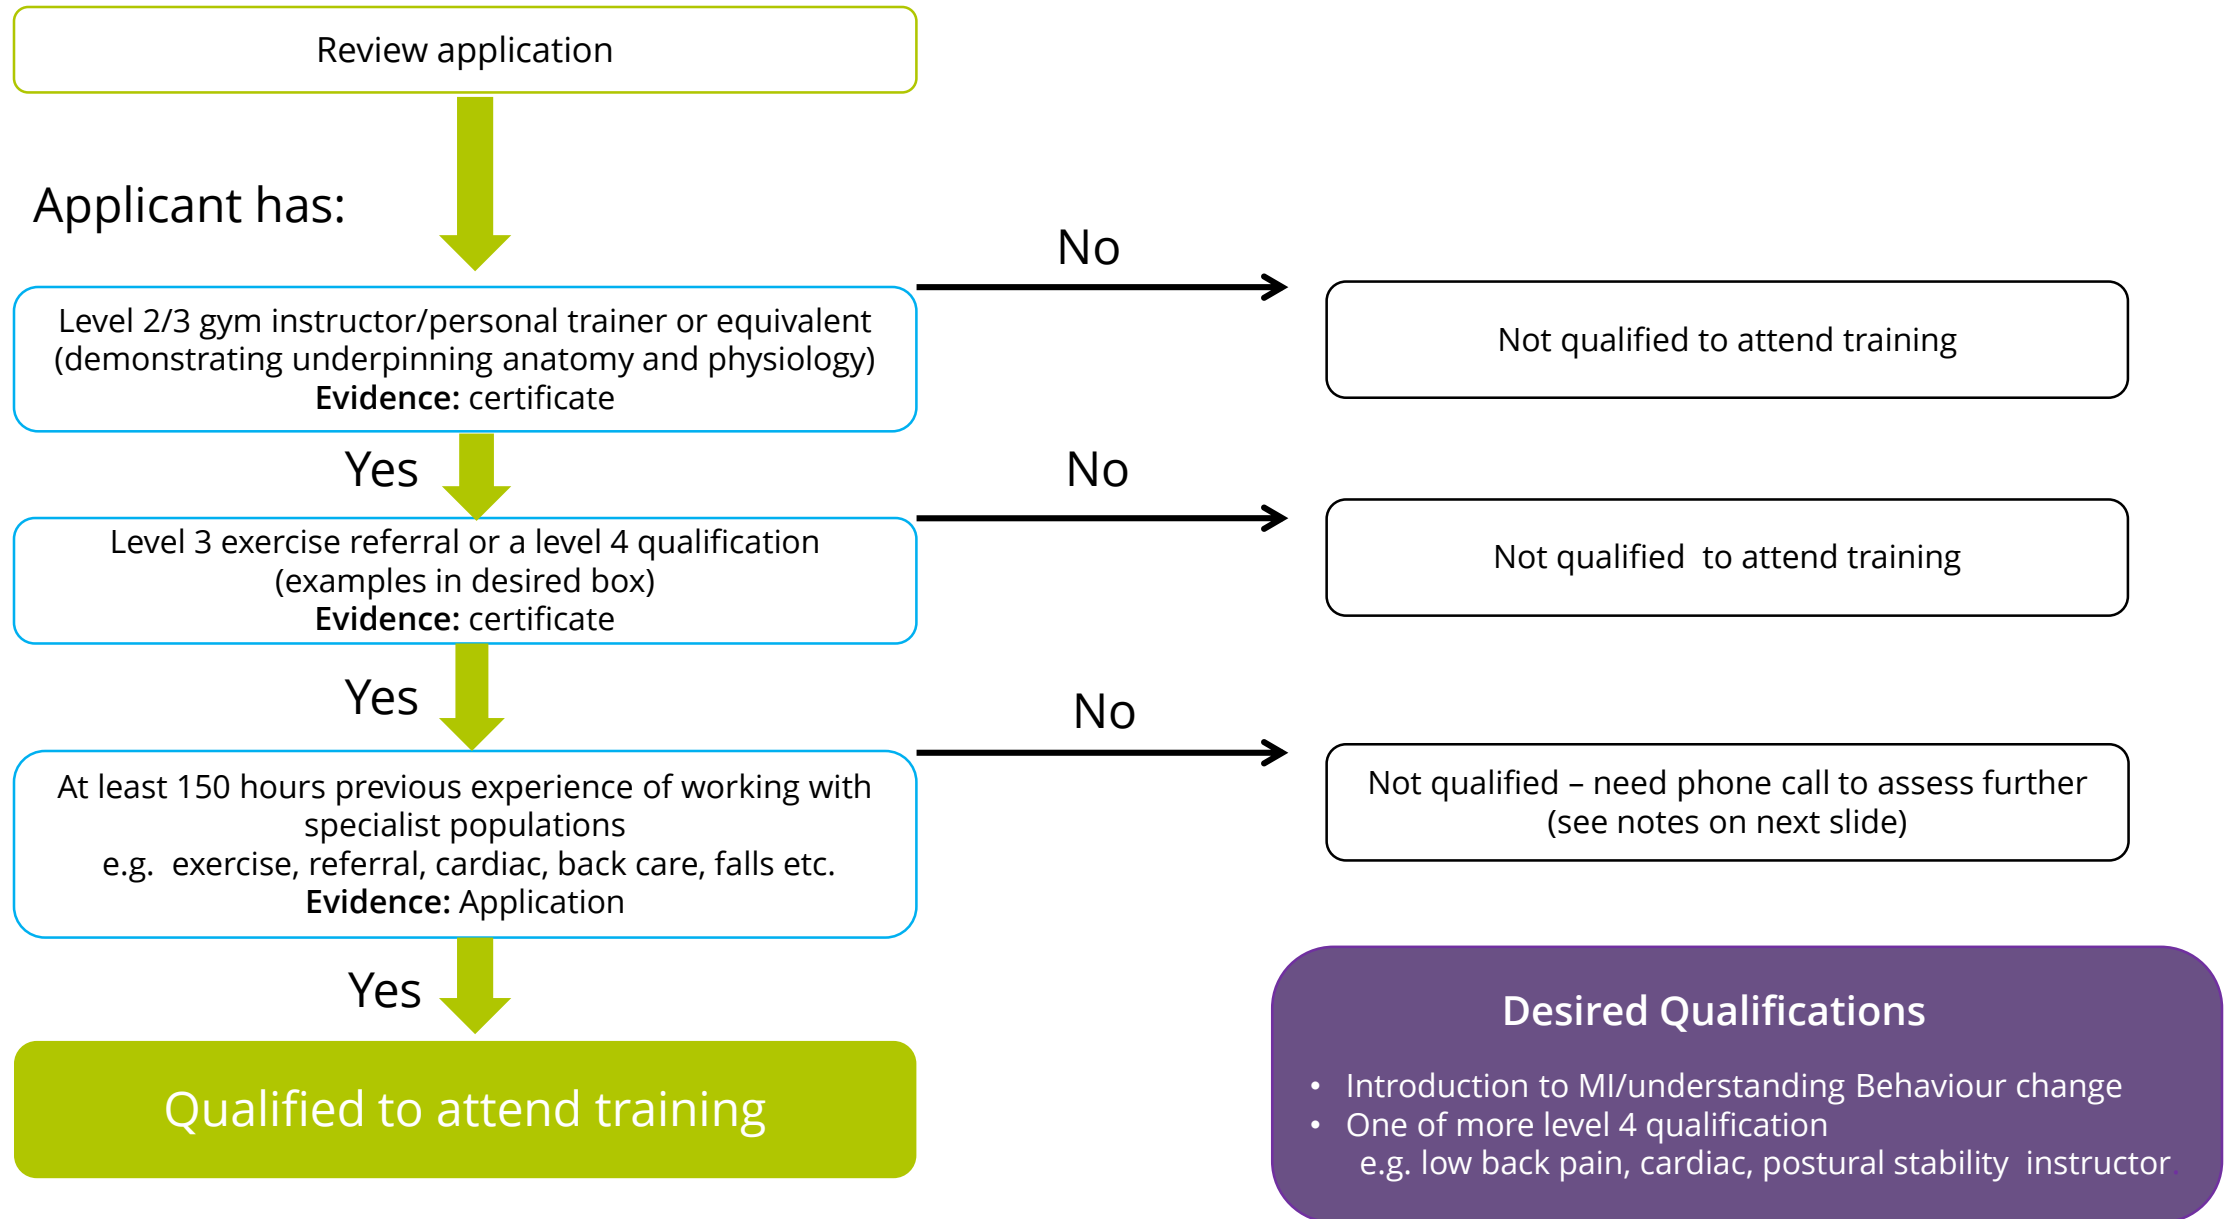 Review application
Applicant has:
No
Level 2/3 gym instructor/personal trainer or equivalent
(demonstrating underpinning anatomy and physiology)
Evidence: certificate
Not qualified to attend training
Yes
No
Level 3 exercise referral or a level 4 qualification
(examples in desired box)
Evidence: certificate
Not qualified  to attend training
Yes
No
At least 150 hours previous experience of working with
specialist populations
e.g.  exercise, referral, cardiac, back care, falls etc.
Evidence: Application
Not qualified – need phone call to assess further
(see notes on next slide)
Yes
Qualified to attend training
Desired Qualifications
• Introduction to MI/understanding Behaviour change
• One of more level 4 qualification
e.g. low back pain, cardiac, postural stability  instructor.